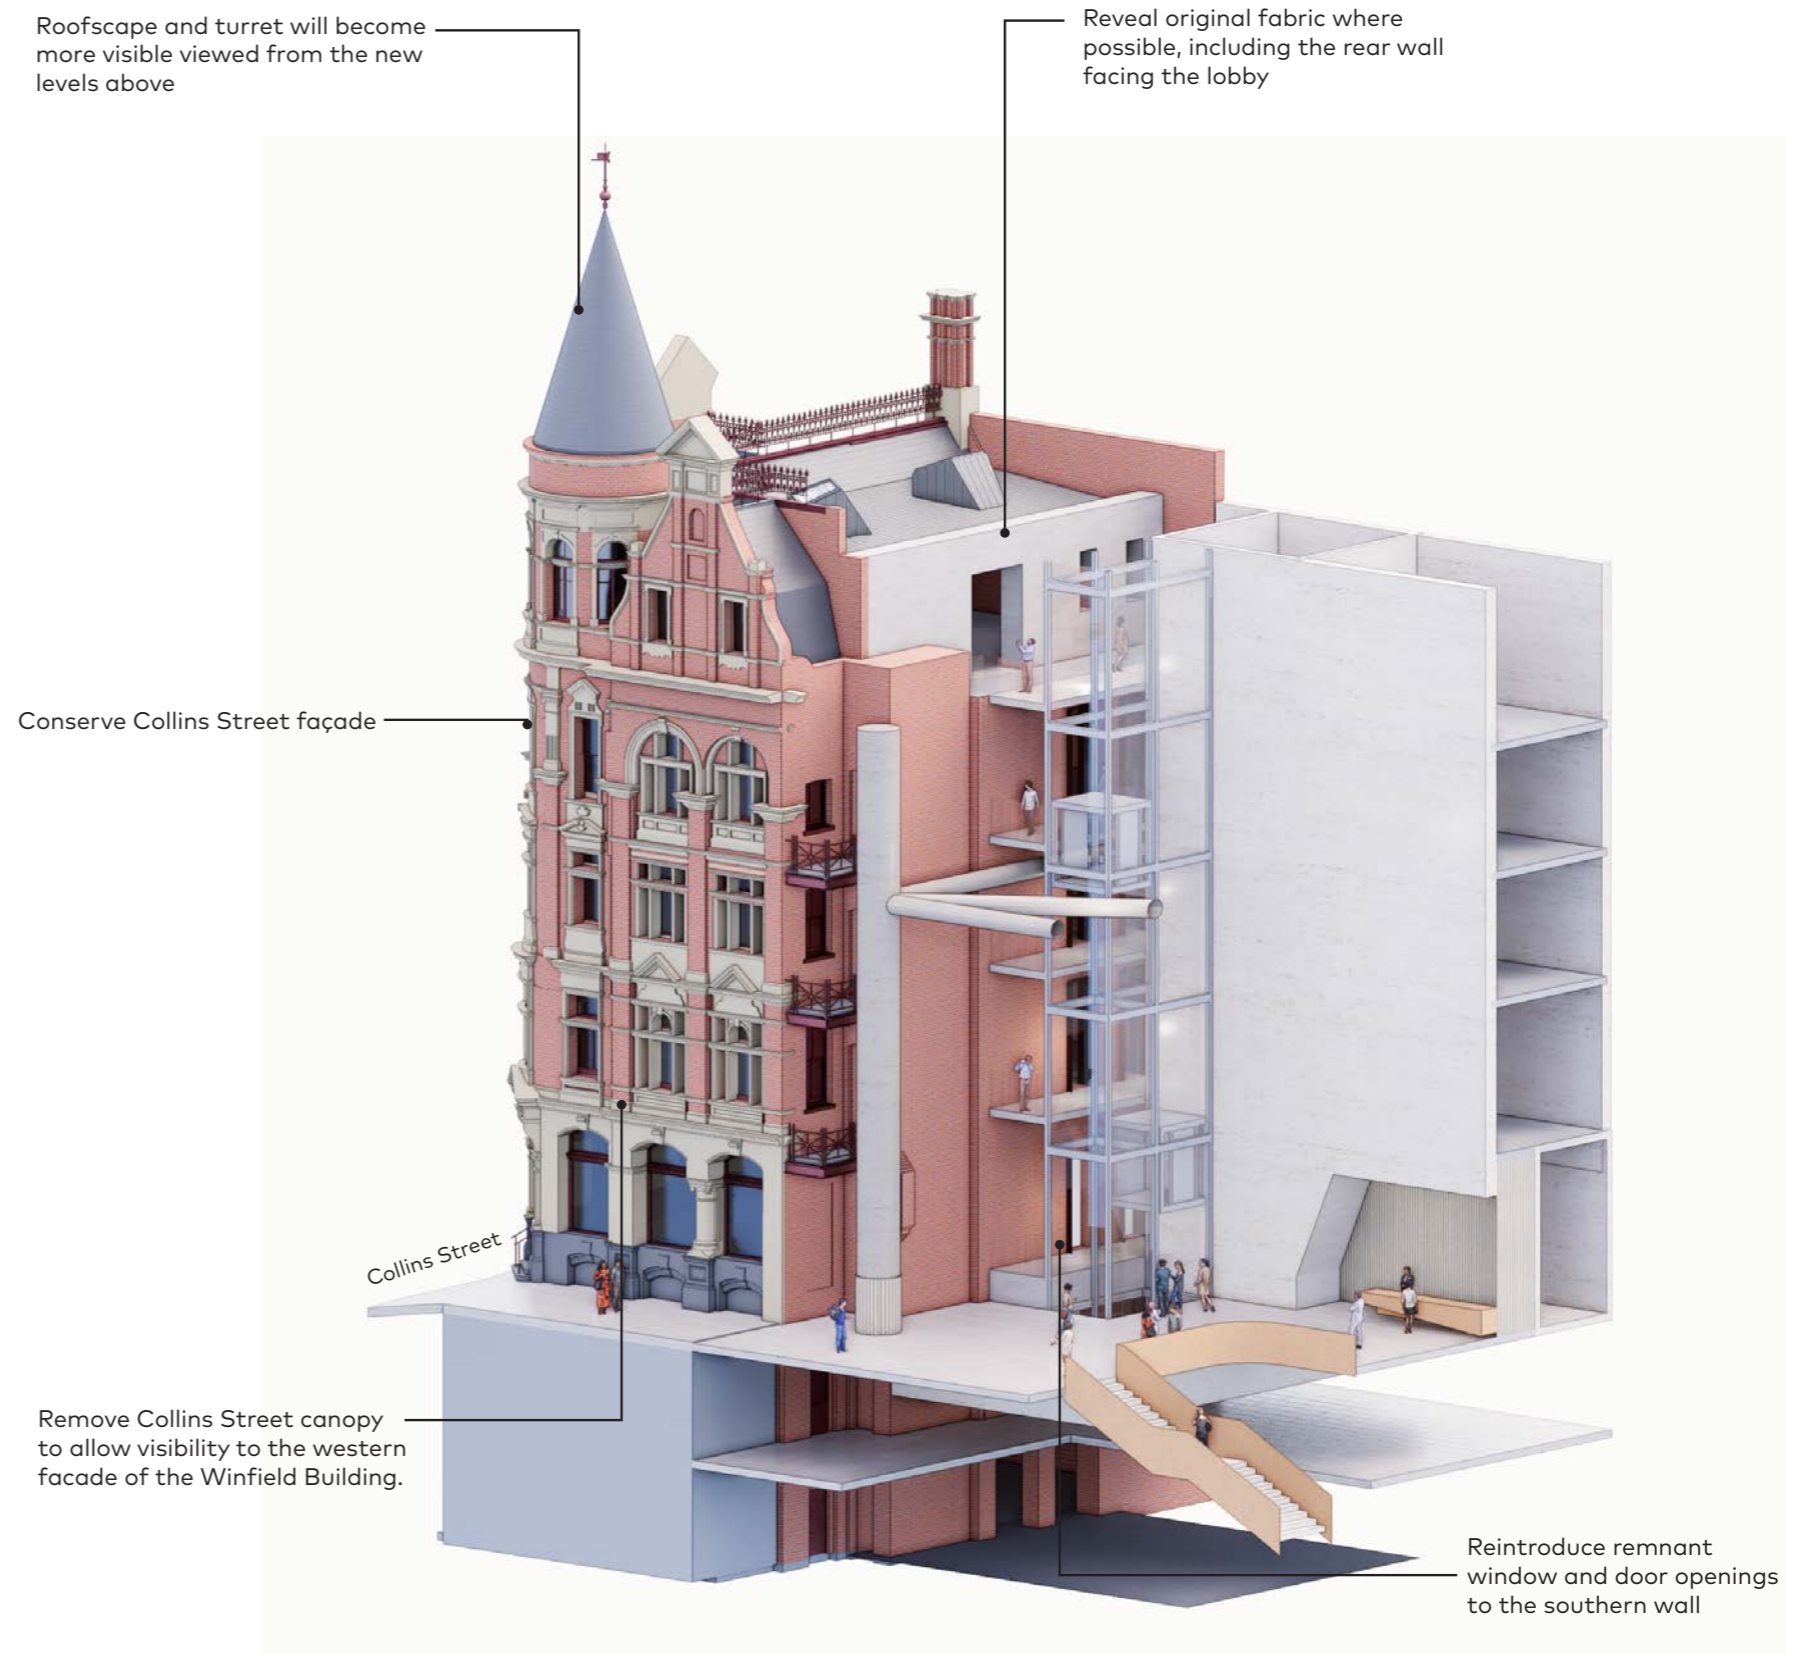 Roofscape and turret will become
more visible viewed from the new
levels above
Reveal original fabric where
possible, including the rear wall
facing the lobby
Conserve Collins Street façade
Collins Street
Remove Collins Street canopy
to allow visibility to the western
facade of the Winfield Building.
Reintroduce remnant
window and door openings
to the southern wall